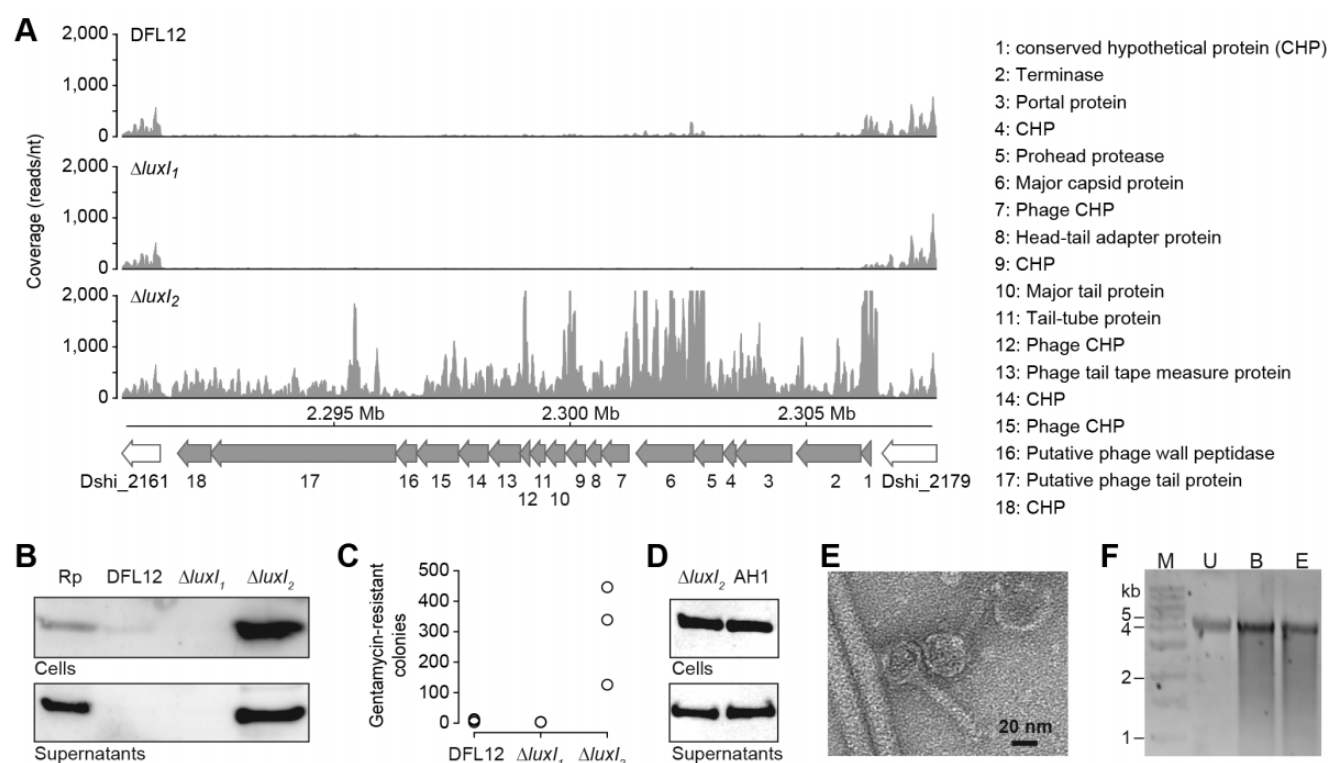 A
DFL12
2,000
1,000
0
ΔluxI1
2,000
1,000
0
ΔluxI2
2,000
1,000
0
Coverage (reads/nt)
2.295 Mb 2.300 Mb 2.305 Mb
Dshi_2161 18 17 16 15 14 13 12 11 10 9 8 7 6 5 4 3 2 1 Dshi_2179
1: conserved hypothetical protein (CHP)
2: Terminase
3: Portal protein
4: CHP
5: Prohead protease
6: Major capsid protein
7: Phage CHP
8: Head-tail adapter protein
9: CHP
10: Major tail protein
11: Tail-tube protein
12: Phage CHP
13: Phage tail tape measure protein
14: CHP
15: Phage CHP
16: Putative phage wall peptidase
17: Putative phage tail protein
18: CHP
B
Rp DFL12 ΔluxI1 ΔluxI2
Cells
Supernatants
C
Gentamycin-resistant
colonies
500
400
300
200
100
0
DFL12 ΔluxI1 ΔluxI2
D
ΔluxI2 AH1
Cells
Supernatants
E
20 nm
F
M U B E
kb
5
4
2
1